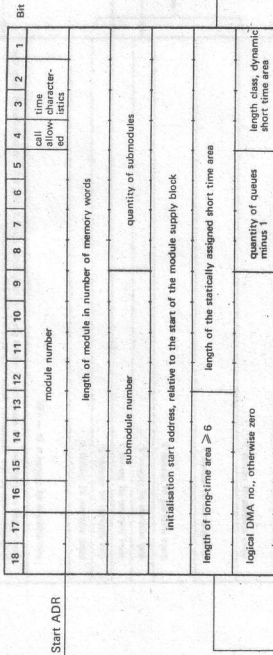 18 17 16 15 14 13 12 11 10 9 8 7 6 5 4 3 2 1 Bit
Start ADR
module number
call
allow-
ed
time
character-
istics
length of module in number of memory words
submodule number
quantity of submodules
initialisation start address, relative to the start of the module supply block
length of long-time area ⩾ 6
length of the statically assigned short time area
logical DMA no., otherwise zero
quantity of queues
minus 1
length class, dynamic
short time area